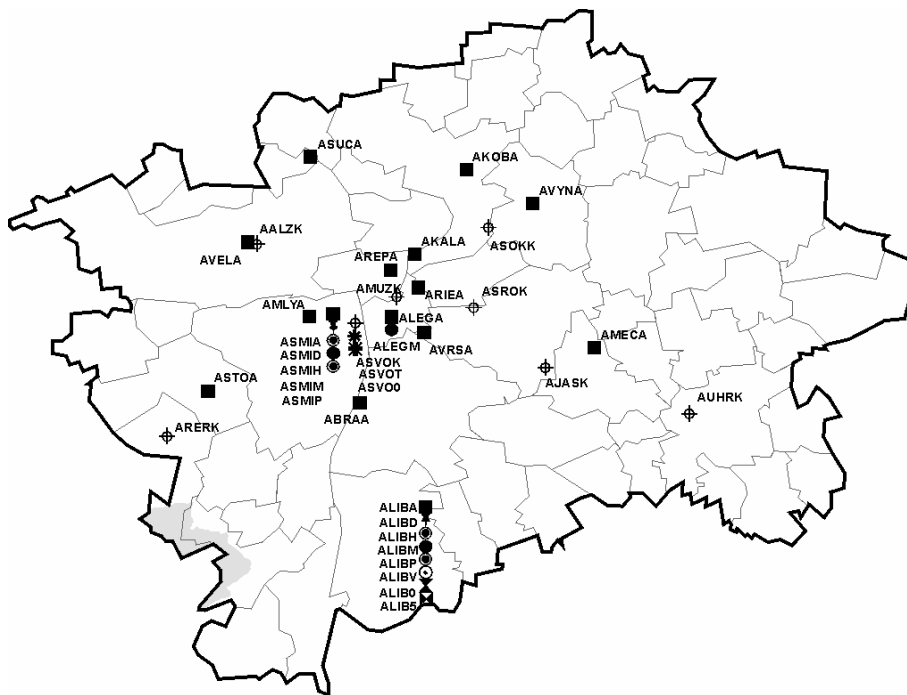 ASUCA
AKOBA
AVYNA
AALZK
ASOKK
AVELA
AKALA
AREPA
AMUZK
ARIEA
ASROK
AMLYA
ALEGA
ASMIA
ALEGM
AVRSA
AMECA
ASMID
ASVOK
ASMIH
ASVOT
ASTOA
ASMIM
ASVO0
AJASK
ASMIP
AUHRK
ABRAA
ARERK
ALIBA
ALIBD
ALIBH
ALIBM
ALIBP
ALIBV
ALIB0
ALIB5